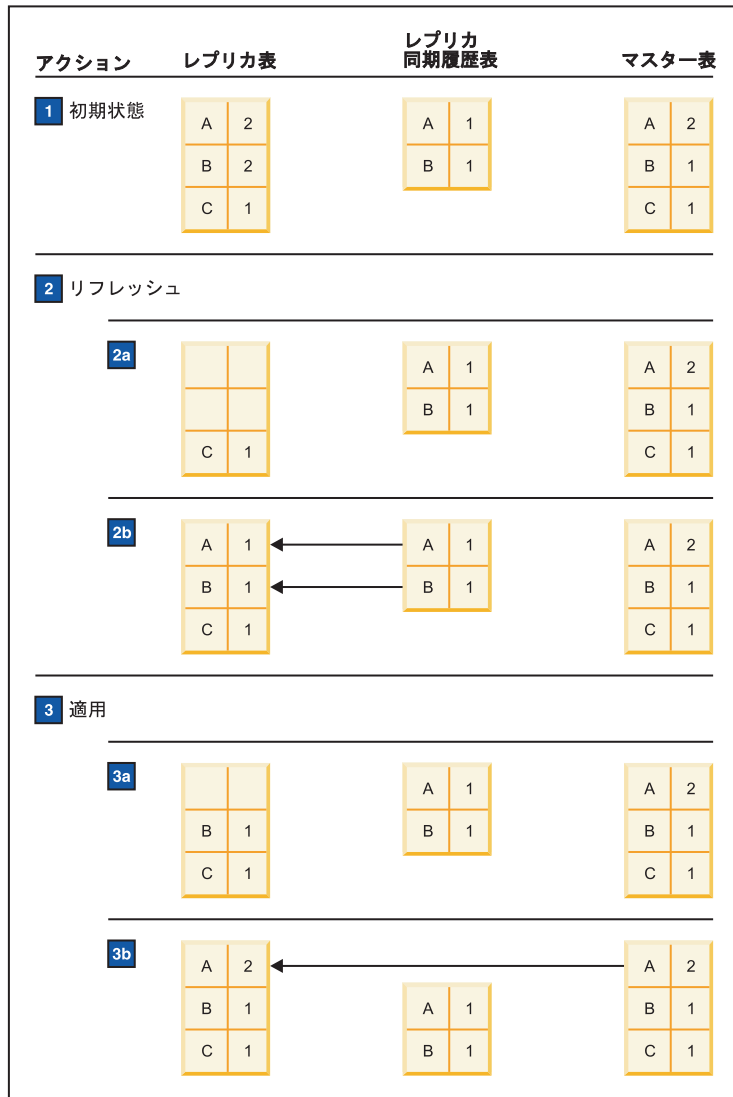 アクション レプリカ表 レプリカ 同期履歴表 マスター表
1 初期状態
A 2 A 1 A 2
B 2 B 1 B 1
C 1 C 1
2 リフレッシュ
2a
A 1 A 2
B 1 B 1
C 1 C 1
2b
A 1 A 1 A 2
B 1 B 1 B 1
C 1 C 1
3 適用
3a
A 1 A 2
B 1 B 1 B 1
C 1 C 1
3b
A 2 A 2
B 1 A 1 B 1
C 1 B 1 C 1